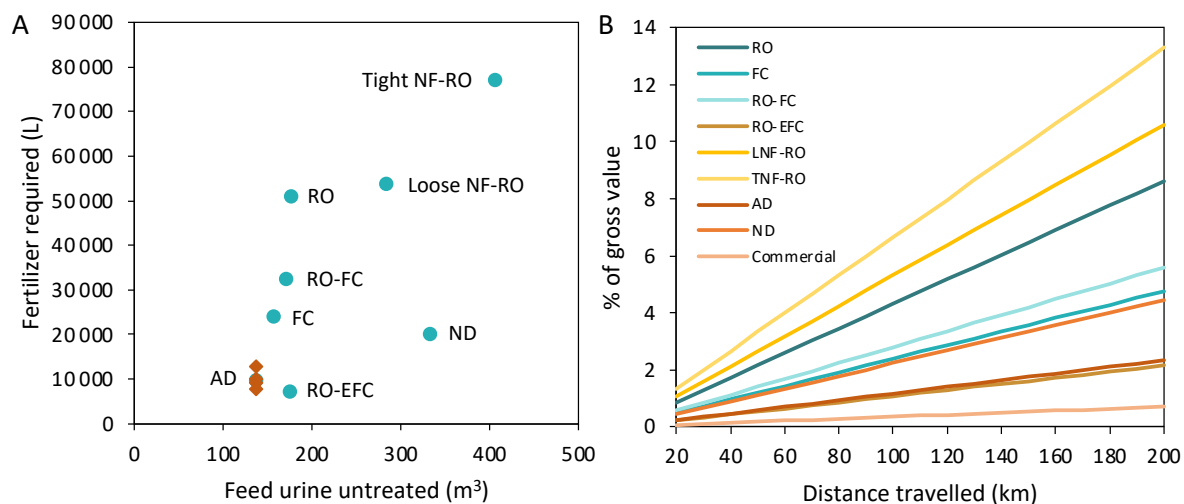 A
Fertilizer required (L)
90 000
80 000
70 000
60 000
50 000
40 000
30 000
20 000
10 000
0
Tight NF-RO
Loose NF-RO
RO
RO-FC
FC
ND
AD
RO-EFC
0 100 200 300 400 500
Feed urine untreated (m³)
B
% of gross value
14
12
10
8
6
4
2
0
RO
FC
RO-FC
RO-EFC
LNF-RO
TNF-RO
AD
ND
Commercial
20 40 60 80 100 120 140 160 180 200
Distance travelled (km)